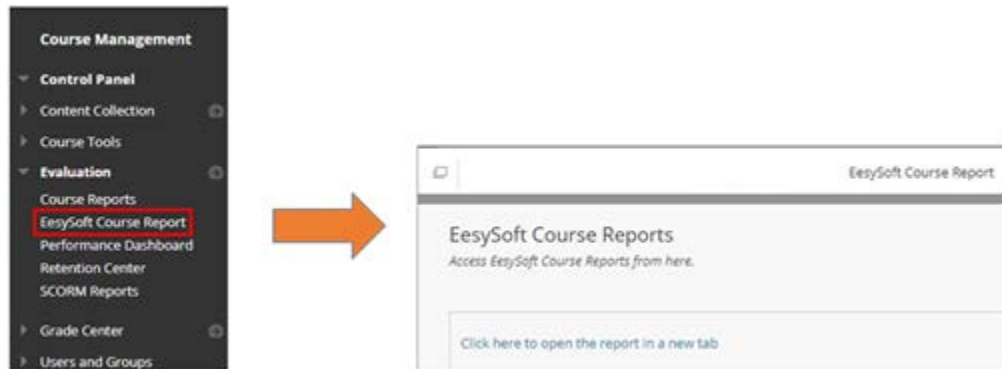 Course Management
Control Panel
Content Collection
Course Tools
Evaluation
Course Reports
EesySoft Course Report
Performance Dashboard
Retention Center
SCORM Reports
Grade Center
Users and Groups
EesySoft Course Report
EesySoft Course Reports
Access EesySoft Course Reports from here.
Click here to open the report in a new tab